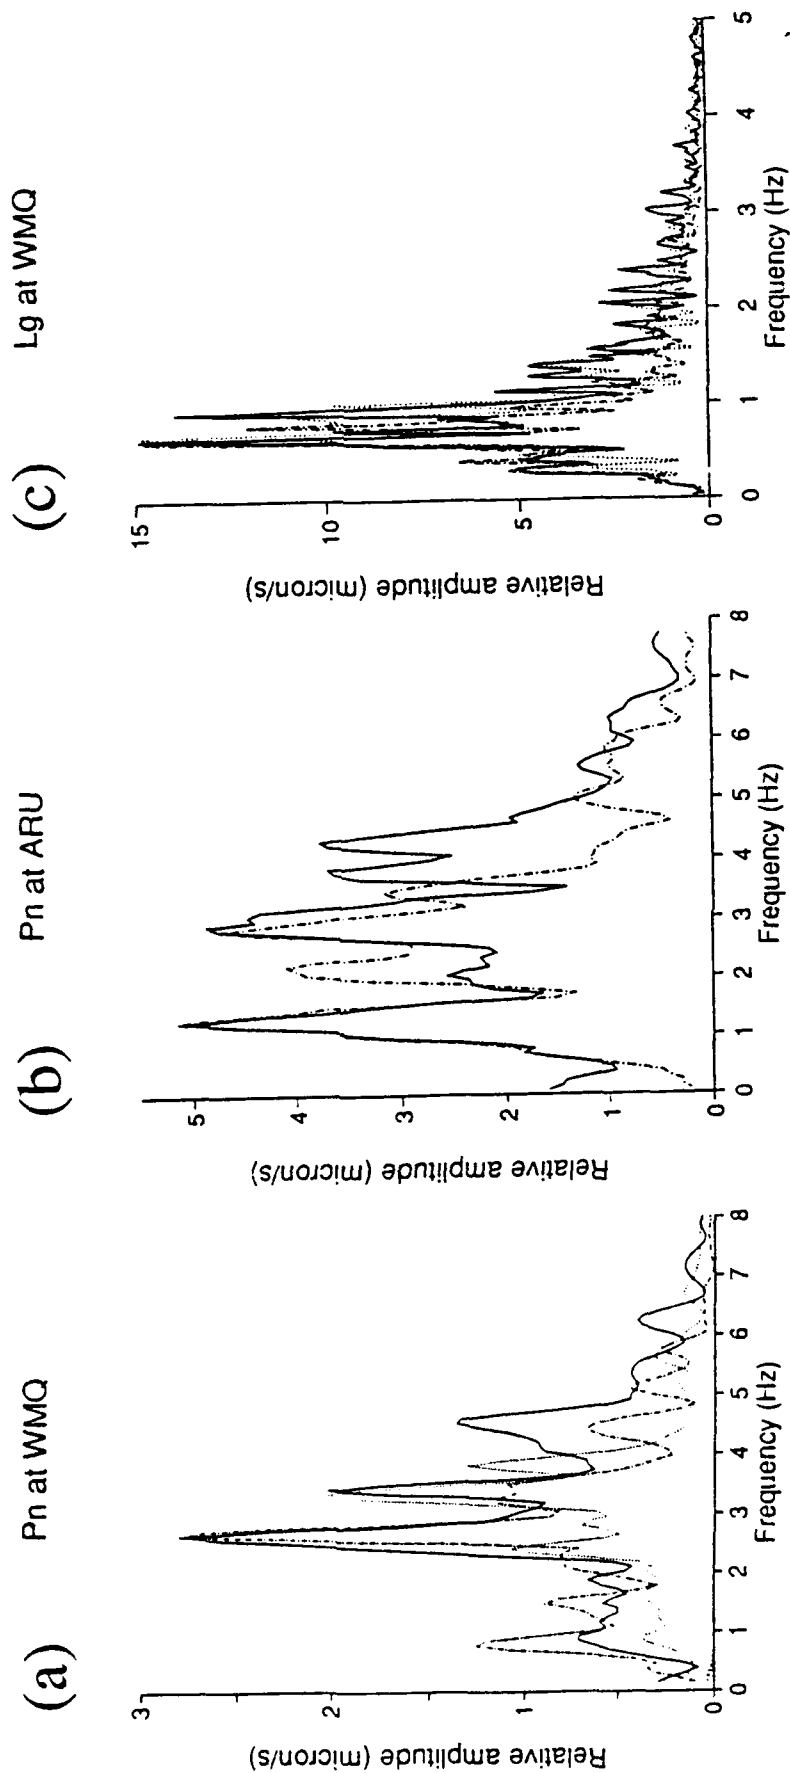 (a)
Pn at WMQ
Relative amplitude (micron/s)
3
2
1
0
0 1 2 3 4 5 6 7 8
Frequency (Hz)
(b)
Pn at ARU
Relative amplitude (micron/s)
5
4
3
2
1
0
0 1 2 3 4 5 6 7 8
Frequency (Hz)
(c)
Lg at WMQ
Relative amplitude (micron/s)
15
10
5
0
0 1 2 3 4 5
Frequency (Hz)